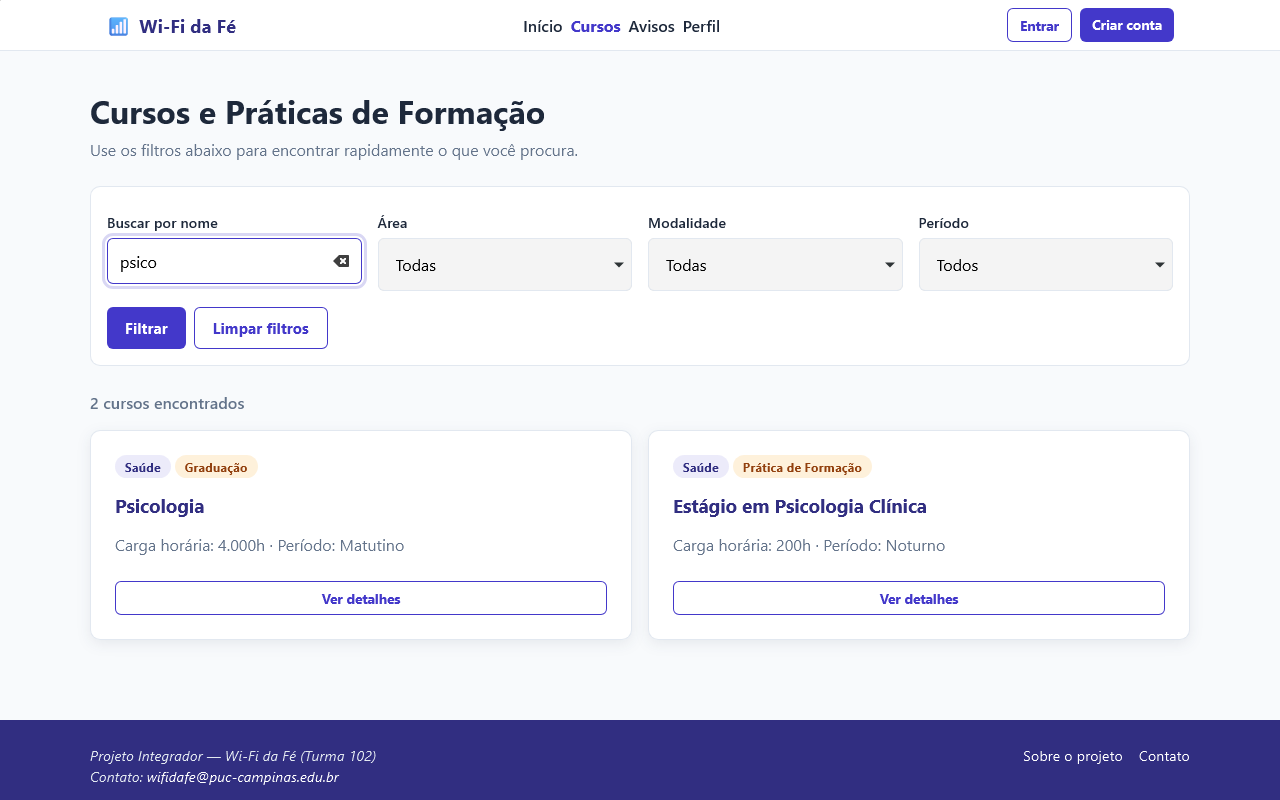 Wi-Fi da Fé
Início Cursos Avisos Perfil
Entrar
Criar conta
Cursos e Práticas de Formação
Use os filtros abaixo para encontrar rapidamente o que você procura.
Buscar por nome
psico
Área
Todas
Modalidade
Todas
Período
Todos
Filtrar
Limpar filtros
2 cursos encontrados
Saúde Graduação
Psicologia
Carga horária: 4.000h · Período: Matutino
Ver detalhes
Saúde Prática de Formação
Estágio em Psicologia Clínica
Carga horária: 200h · Período: Noturno
Ver detalhes
Projeto Integrador — Wi-Fi da Fé (Turma 102)
Contato: wifidafe@puc-campinas.edu.br
Sobre o projeto Contato